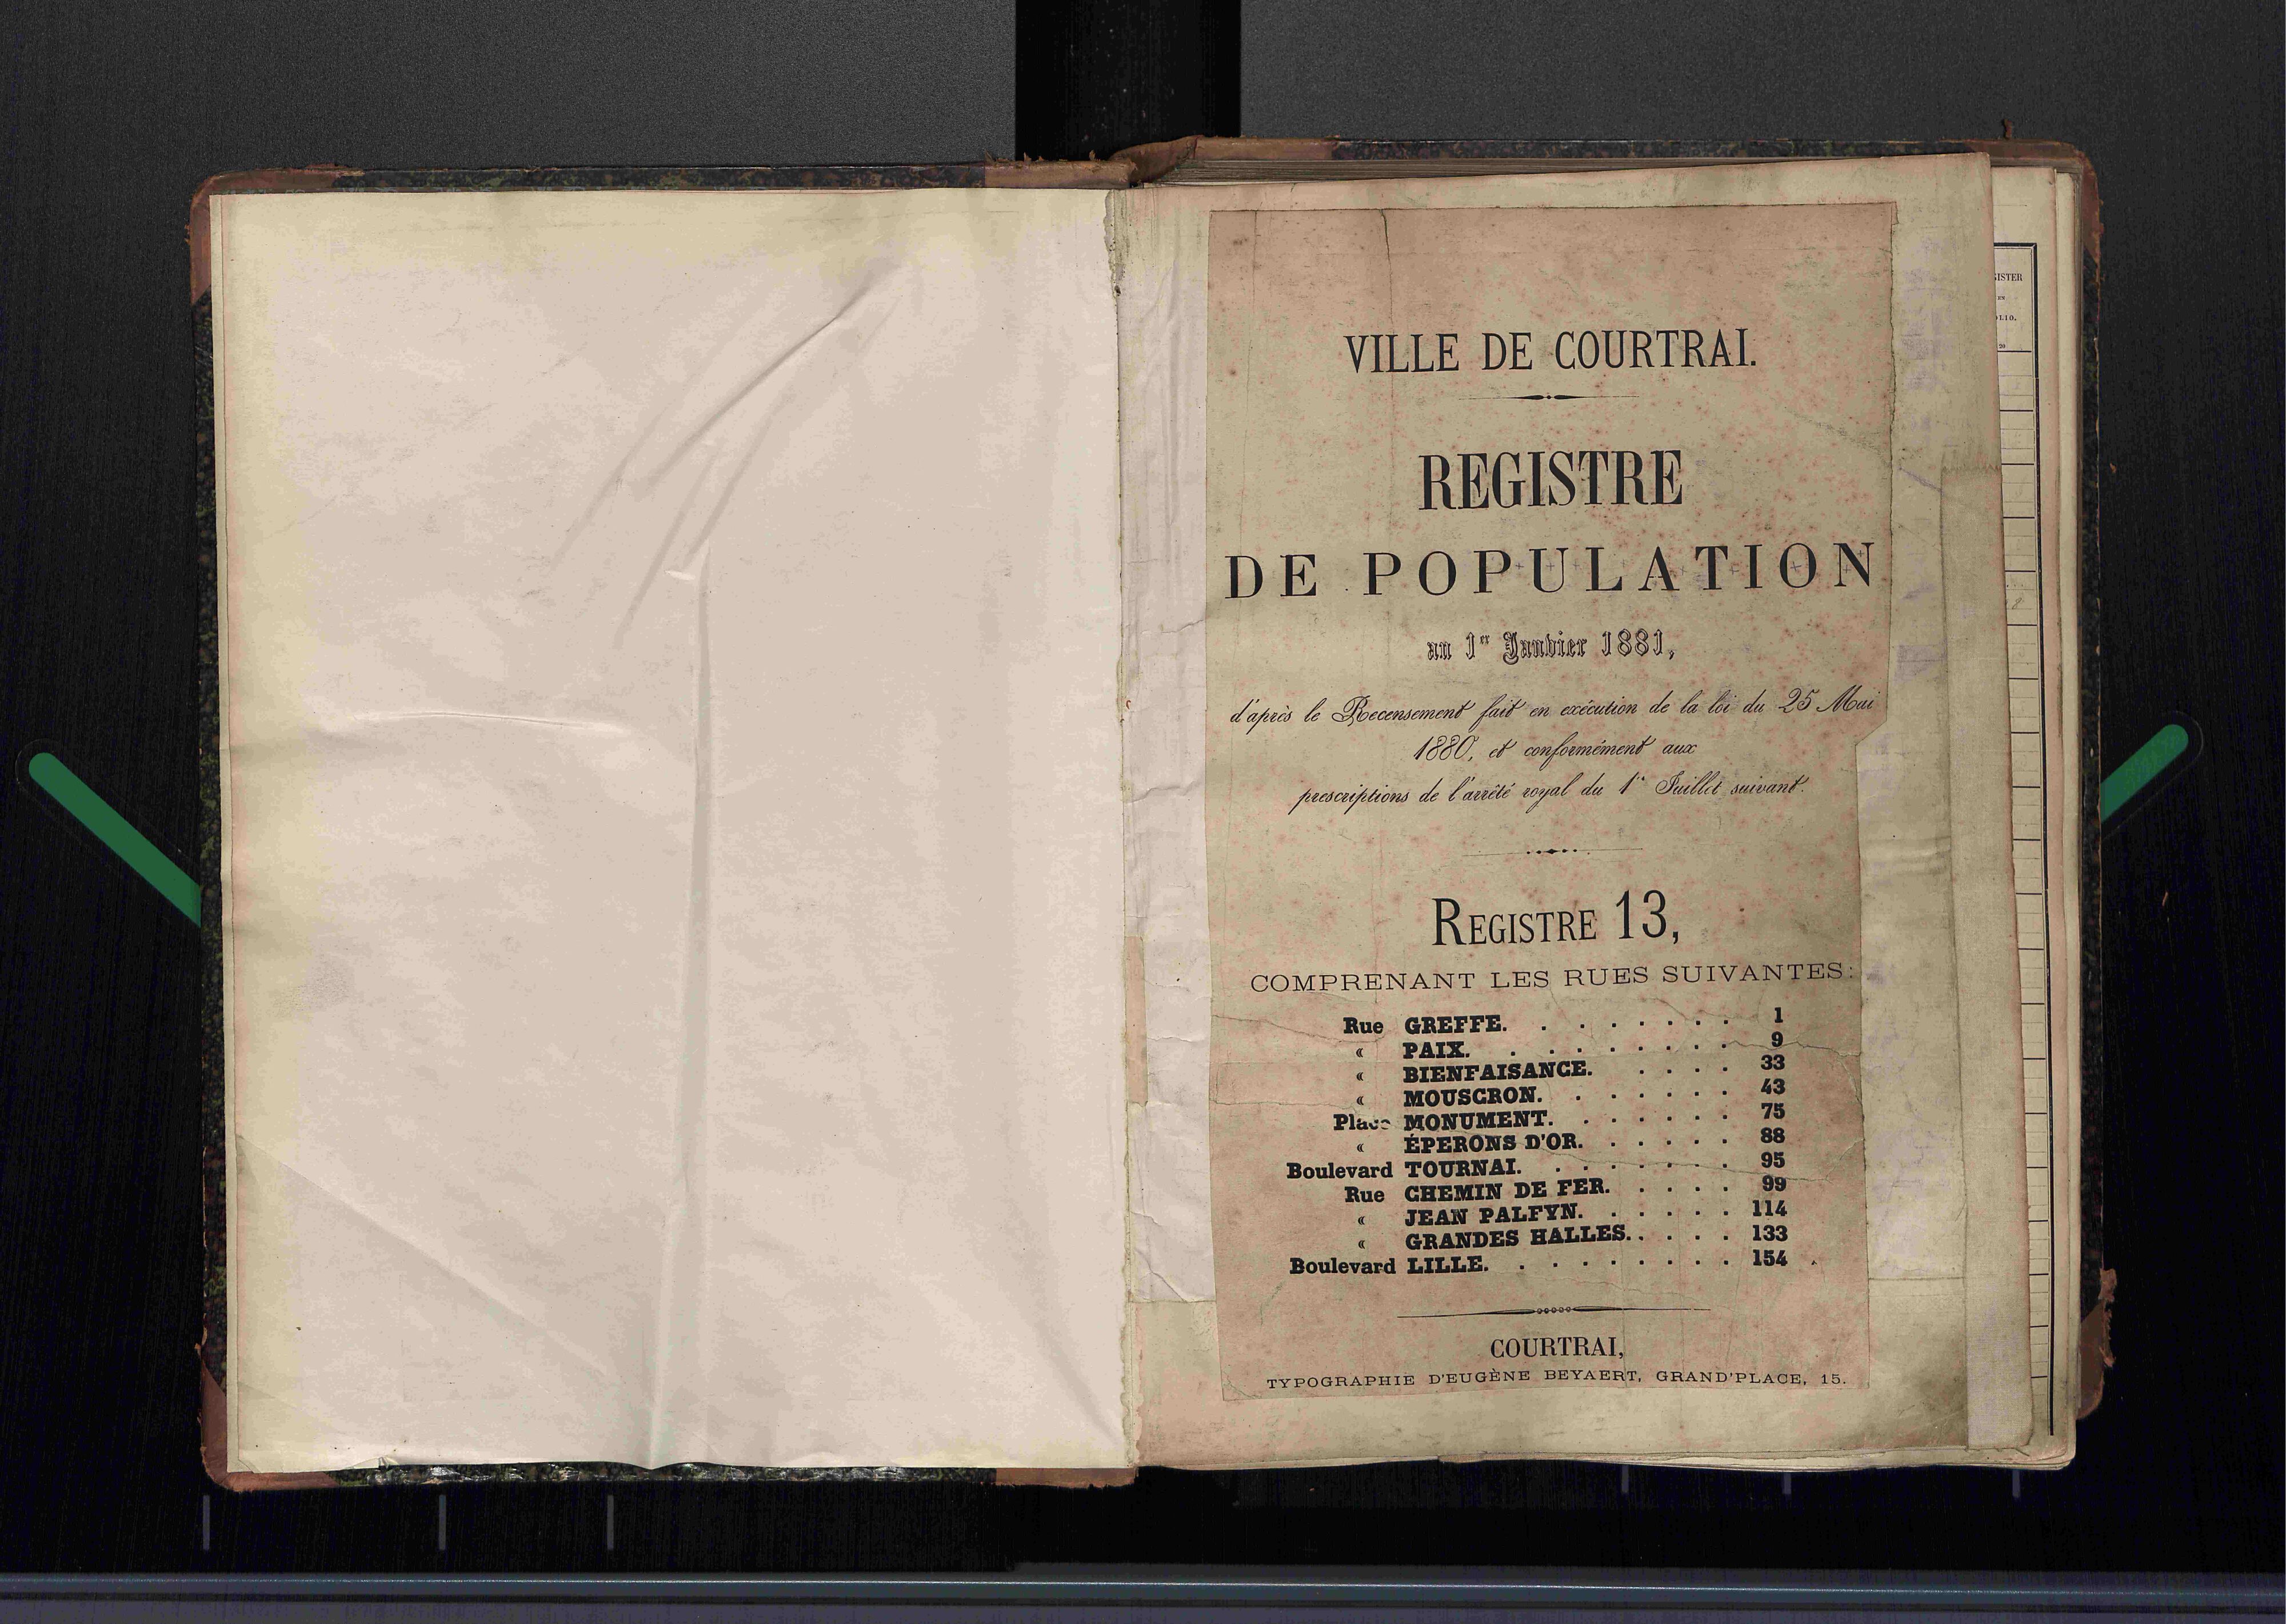 VILLE DE COURTRAI.
REGISTRE
DE POPULATION
au 1er Janvier 1881,
d'après le Recensement fait en exécution de la loi du 25 Mai
1880, et conformément aux
prescriptions de l'arrêté royal du 1er Juillet suivant.
REGISTRE 13,
COMPRENANT LES RUES SUIVANTES:
Rue GREFFE. . . . . . . . 1
« PAIX. . . . . . . . . 9
« BIENFAISANCE. . . . . 33
« MOUSCRON. . . . . . . 43
Place MONUMENT. . . . . . . 75
« ÉPERONS D'OR. . . . . . 88
Boulevard TOURNAI. . . . . . . . 95
Rue CHEMIN DE FER. . . . . 99
« JEAN PALFYN. . . . . . 114
« GRANDES HALLES. . . . . 133
Boulevard LILLE. . . . . . . . . 154
COURTRAI,
TYPOGRAPHIE D'EUGÈNE BEYAERT, GRAND'PLACE, 15.
20